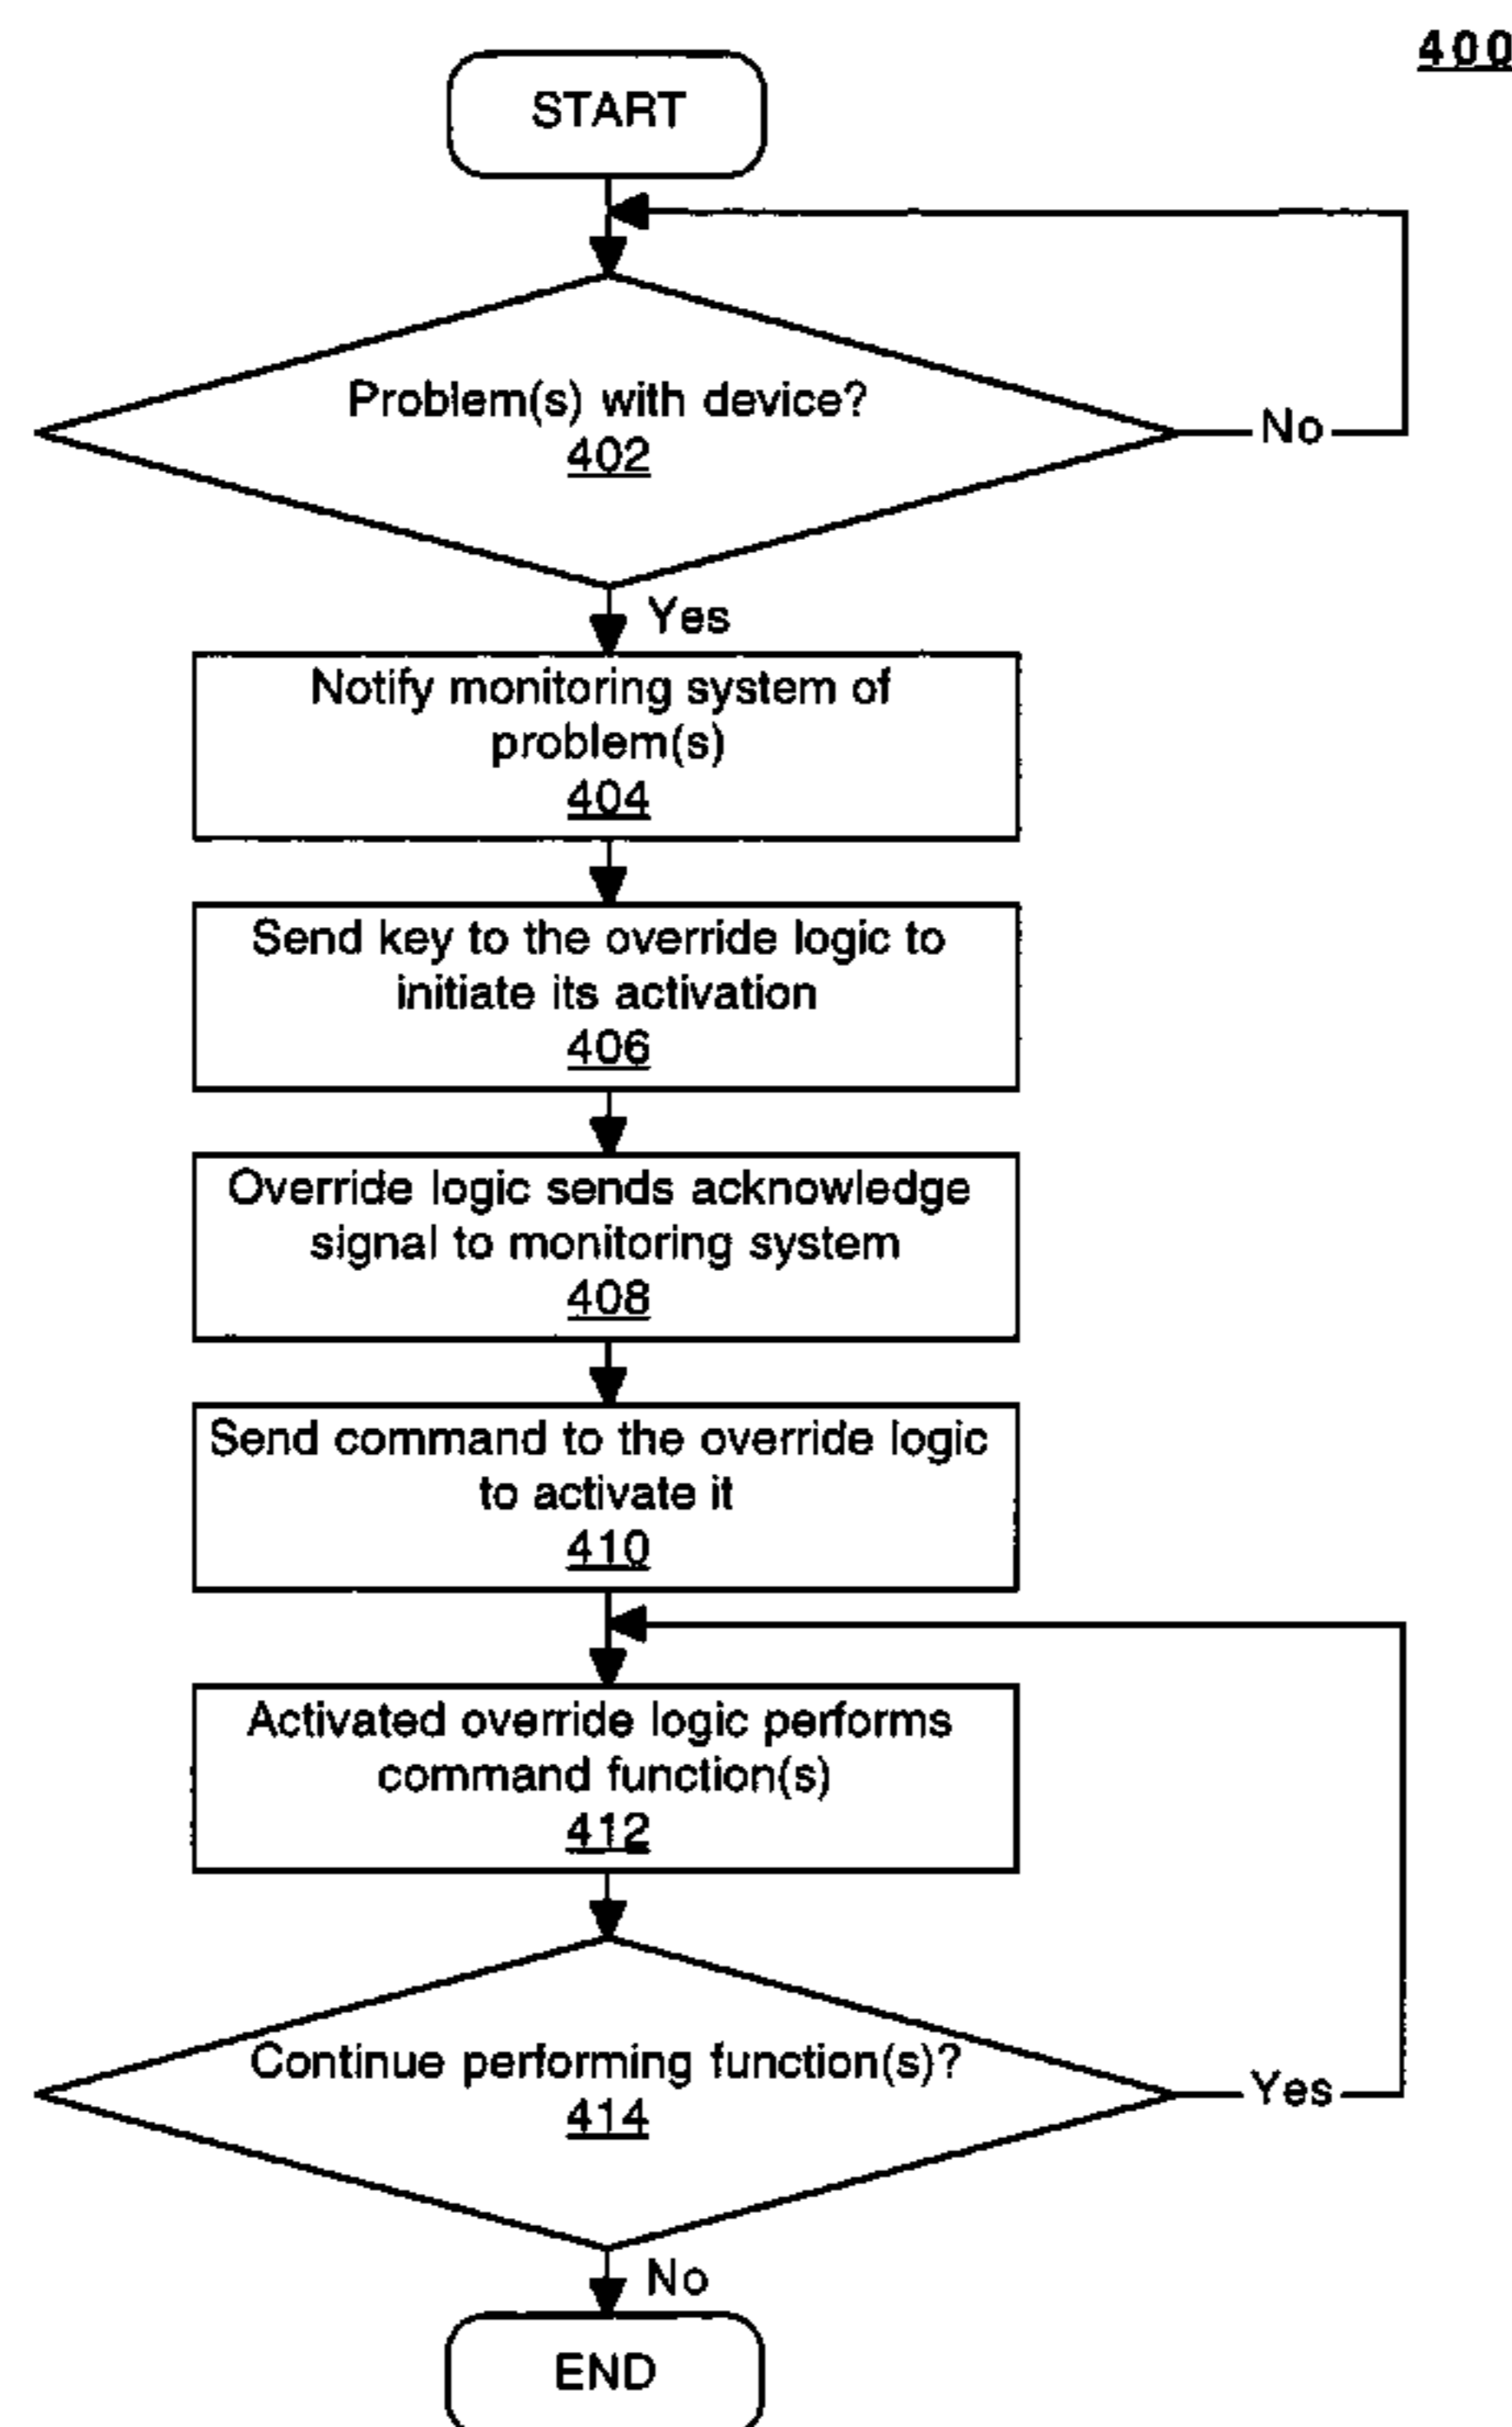 400
START
Problem(s) with device?
402
No
Yes
Notify monitoring system of
problem(s)
404
Send key to the override logic to
initiate its activation
406
Override logic sends acknowledge
signal to monitoring system
408
Send command to the override logic
to activate it
410
Activated override logic performs
command function(s)
412
Continue performing function(s)?
414
Yes
No
END